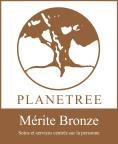 PLANETREE
Mérite Bronze
Soins et services centrés sur la personne